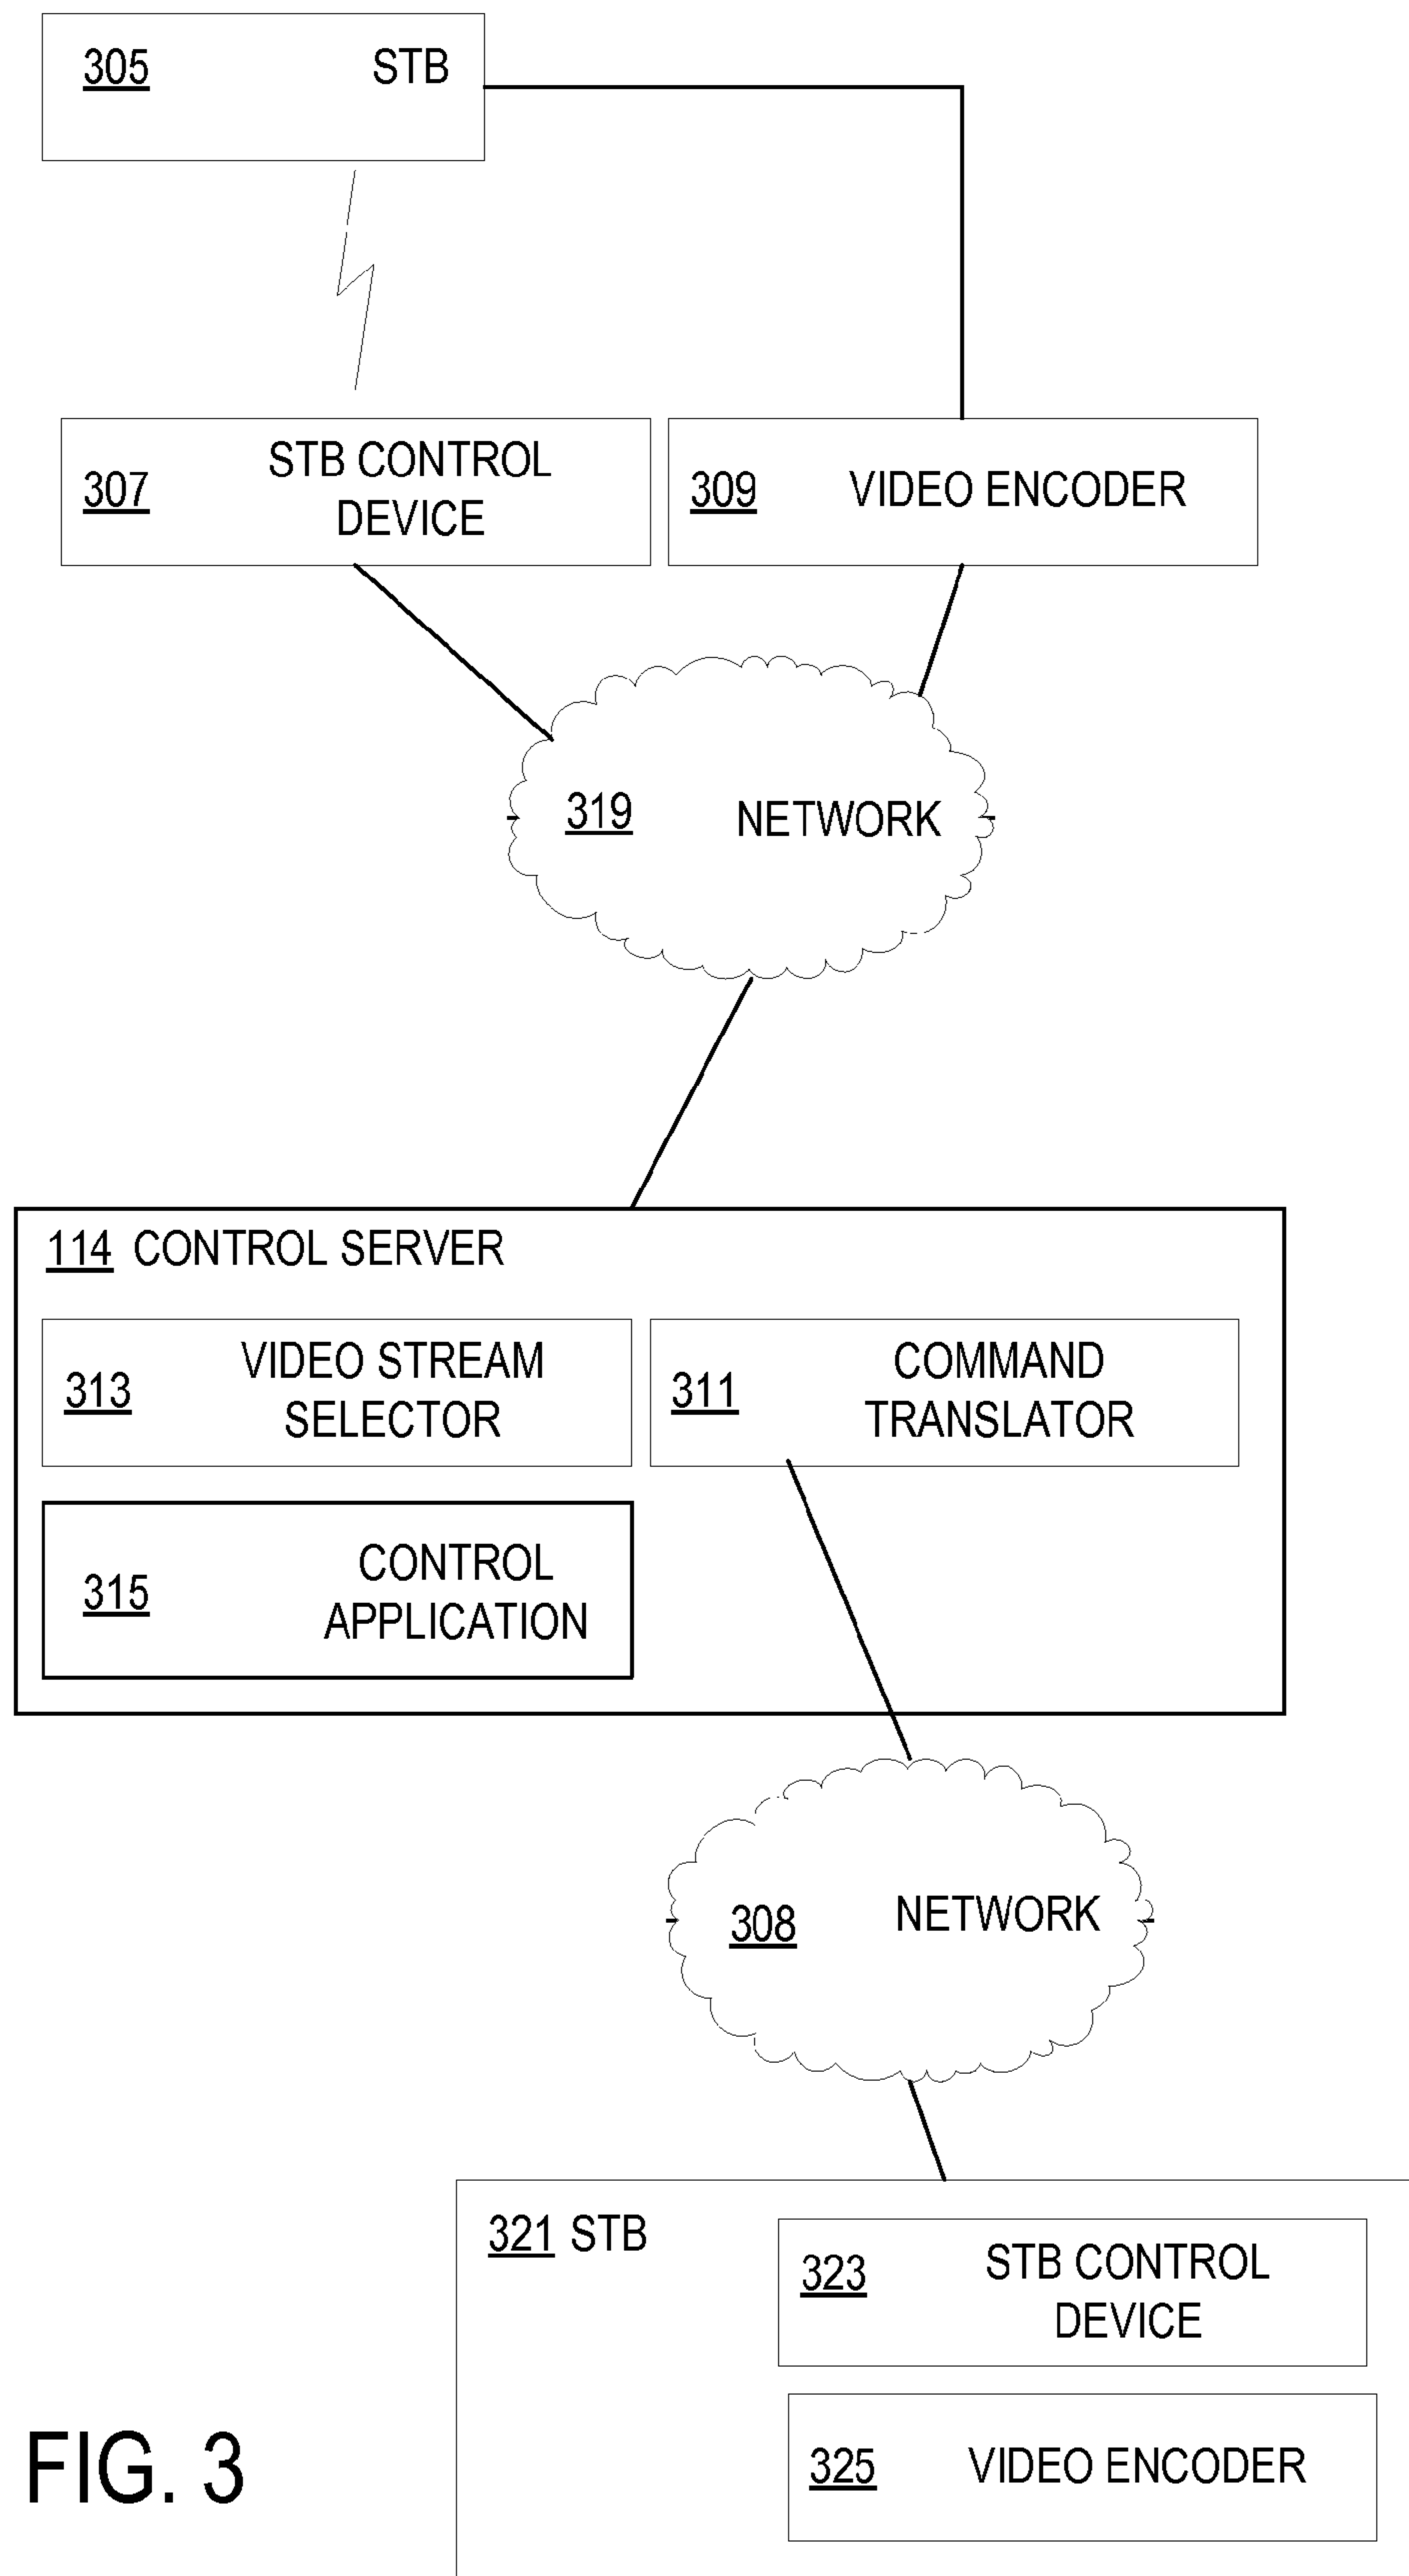 305 STB
307 STB CONTROL
DEVICE
309 VIDEO ENCODER
319 NETWORK
114 CONTROL SERVER
313 VIDEO STREAM
SELECTOR
311 COMMAND
TRANSLATOR
315 CONTROL
APPLICATION
308 NETWORK
321 STB
323 STB CONTROL
DEVICE
325 VIDEO ENCODER
FIG. 3